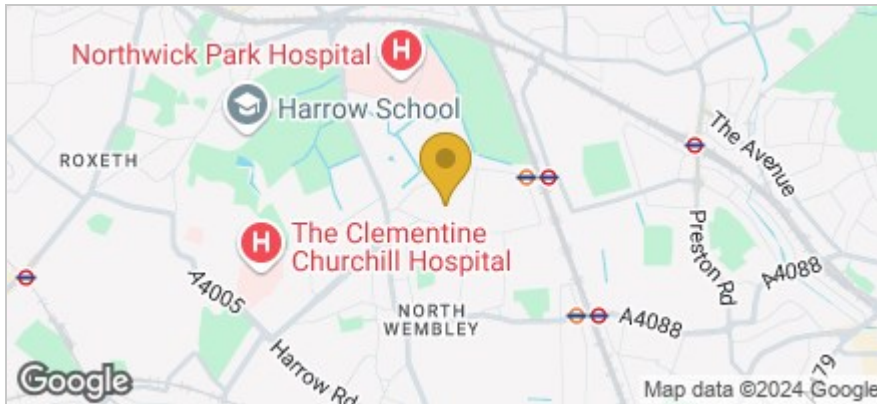 Northwick Park Hospital
H
Harrow School
ROXETH
The Avenue
Preston Rd
The Clementine
Churchill Hospital
H
A4005
A4088
NORTH
WEMBLEY
A4088
Harrow Rd
79
Google
Map data ©2024 Google